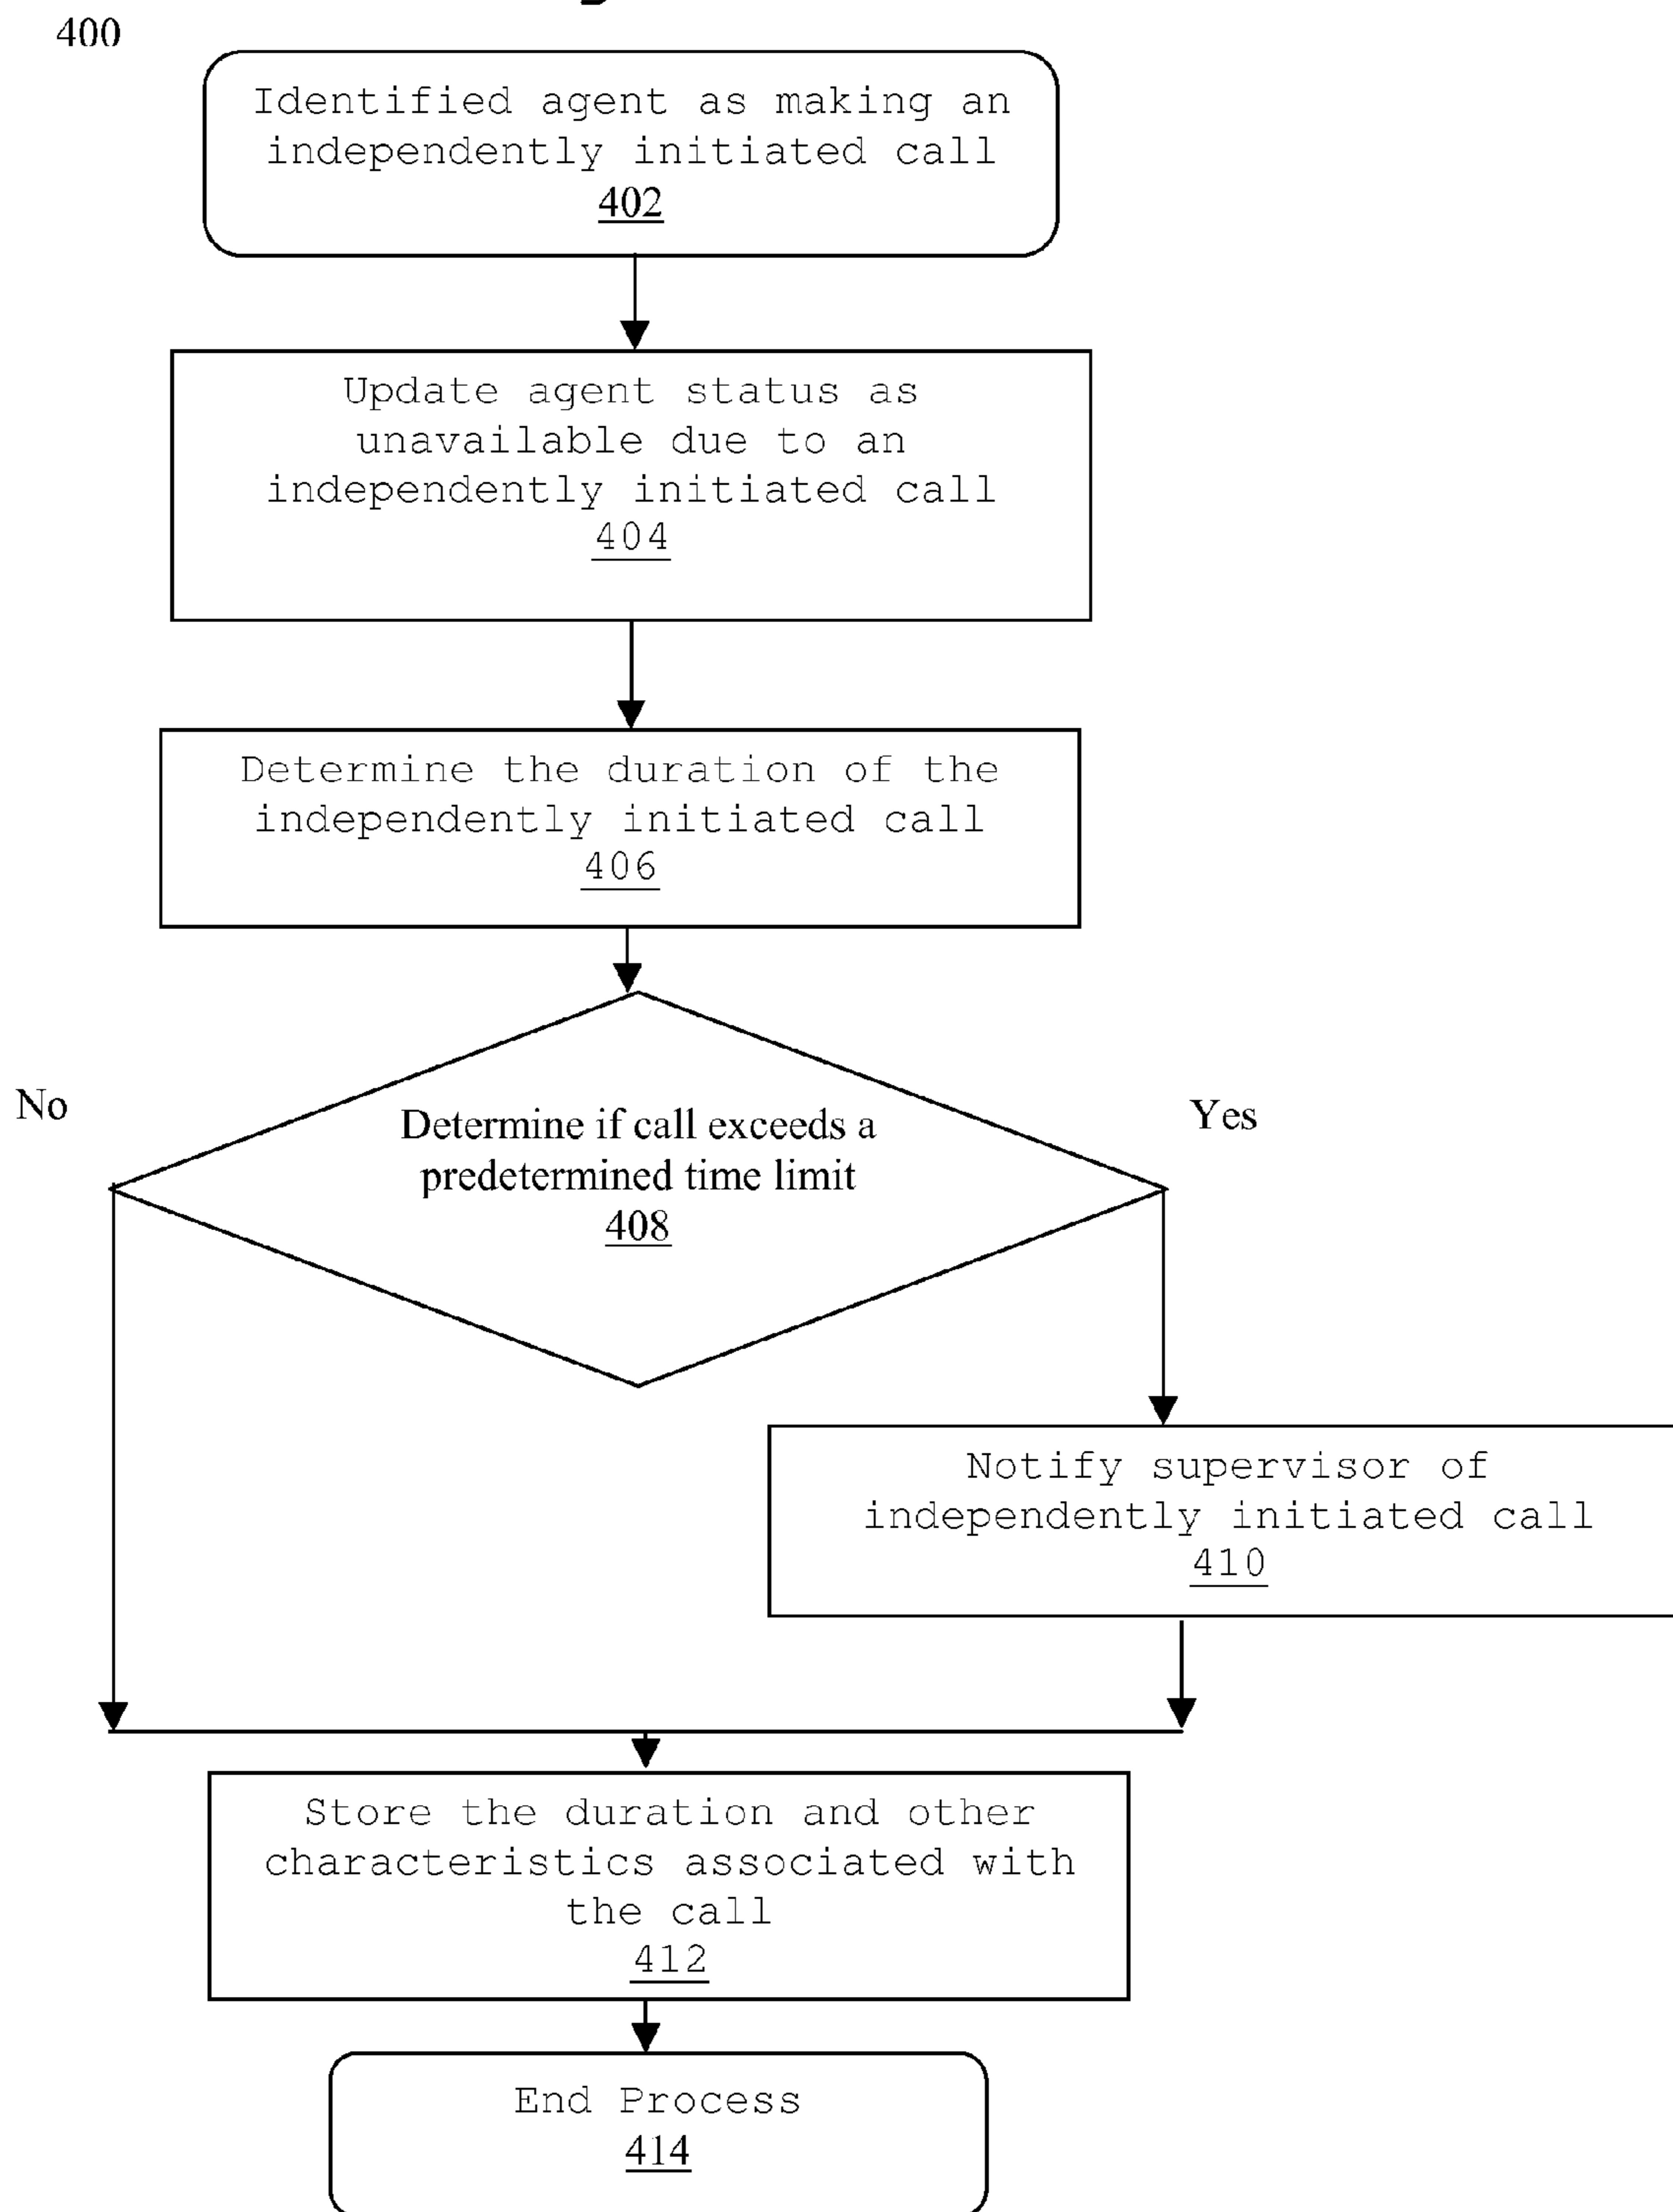 400
Identified agent as making an
independently initiated call
402
Update agent status as
unavailable due to an
independently initiated call
404
Determine the duration of the
independently initiated call
406
No
Yes
Determine if call exceeds a
predetermined time limit
408
Notify supervisor of
independently initiated call
410
Store the duration and other
characteristics associated with
the call
412
End Process
414